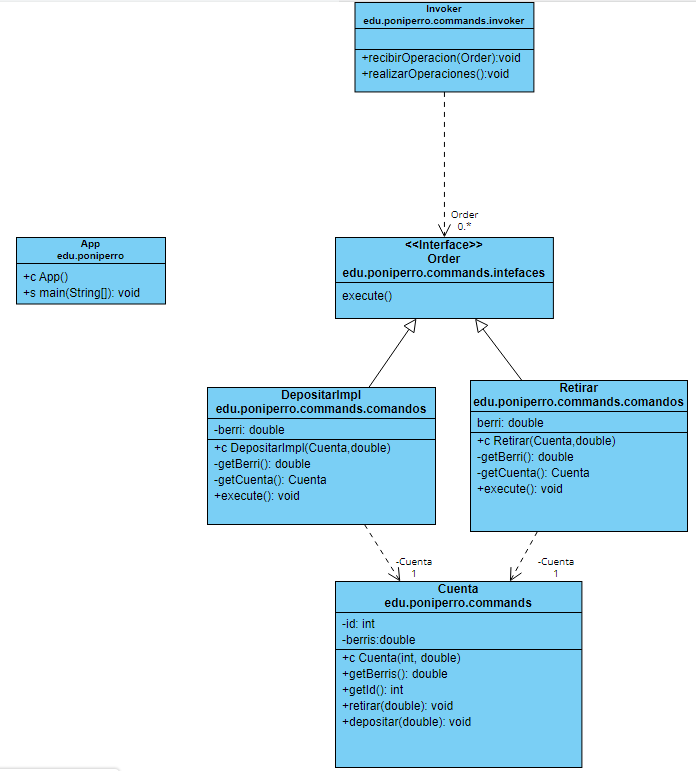 Invoker
edu.poniperro.commands.invoker
+recibirOperacion(Order):void
+realizarOperaciones():void
Order
0.*
App
edu.poniperro
+c App()
+s main(String[]): void
<<Interface>>
Order
edu.poniperro.commands.intefaces
execute()
DepositarImpl
edu.poniperro.commands.comandos
-berri: double
+c DepositarImpl(Cuenta,double)
-getBerri(): double
-getCuenta(): Cuenta
+execute(): void
Retirar
edu.poniperro.commands.comandos
berri: double
+c Retirar(Cuenta,double)
-getBerri(): double
-getCuenta(): Cuenta
+execute(): void
-Cuenta
1
-Cuenta
1
Cuenta
edu.poniperro.commands
-id: int
-berris:double
+c Cuenta(int, double)
+getBerris(): double
+getId(): int
+retirar(double): void
+depositar(double): void